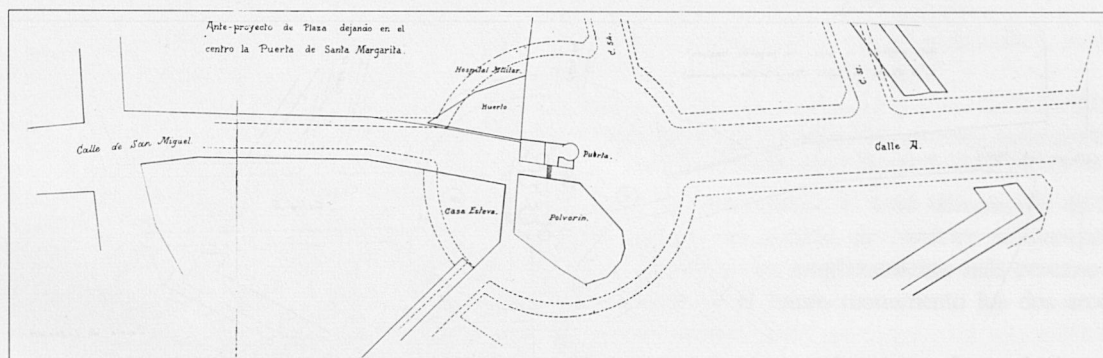 Ante-proyecto de Plaza dejando en el
centro la Puerta de Santa Margarita.
Hospital Militar.
Huerto
Calle de San Miguel.
Puerta.
Calle A.
Casa Esteva.
Polvorin.